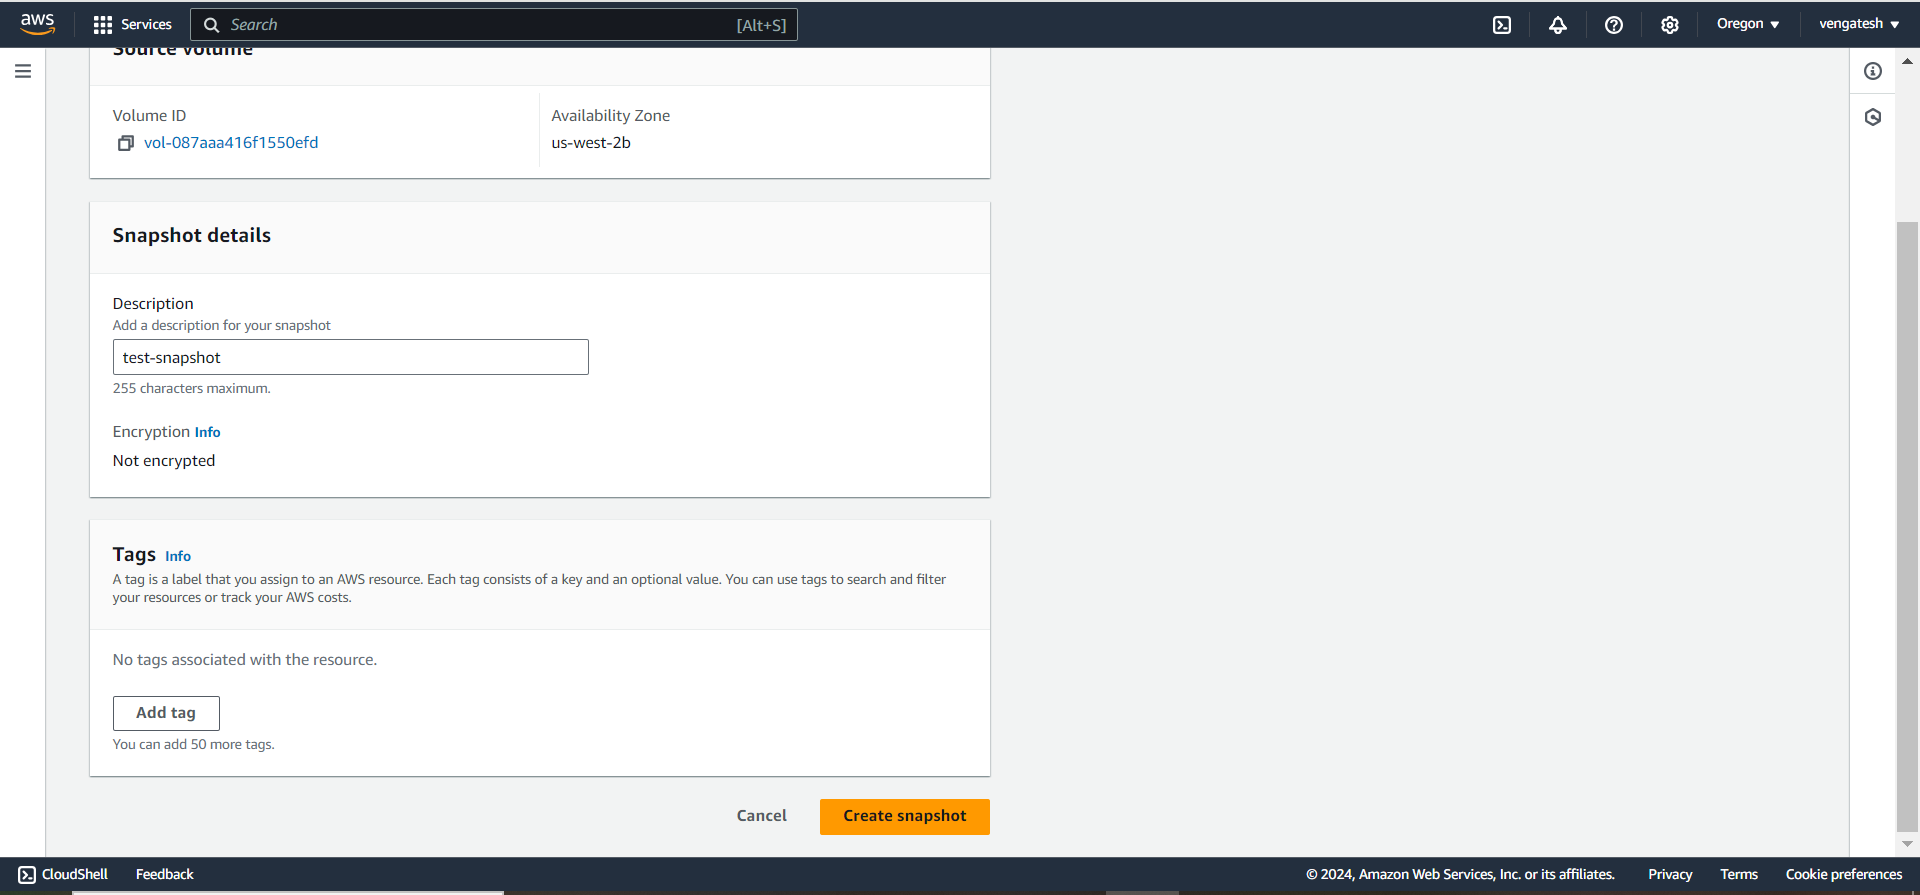 aws
Services
Search
[Alt+S]
Oregon
vengatesh
Source volume
Volume ID
Availability Zone
vol-087aaa416f1550efd
us-west-2b
Snapshot details
Description
Add a description for your snapshot
test-snapshot
255 characters maximum.
Encryption Info
Not encrypted
Tags Info
A tag is a label that you assign to an AWS resource. Each tag consists of a key and an optional value. You can use tags to search and filter
your resources or track your AWS costs.
No tags associated with the resource.
Add tag
You can add 50 more tags.
Cancel
Create snapshot
CloudShell
Feedback
© 2024, Amazon Web Services, Inc. or its affiliates.
Privacy
Terms
Cookie preferences